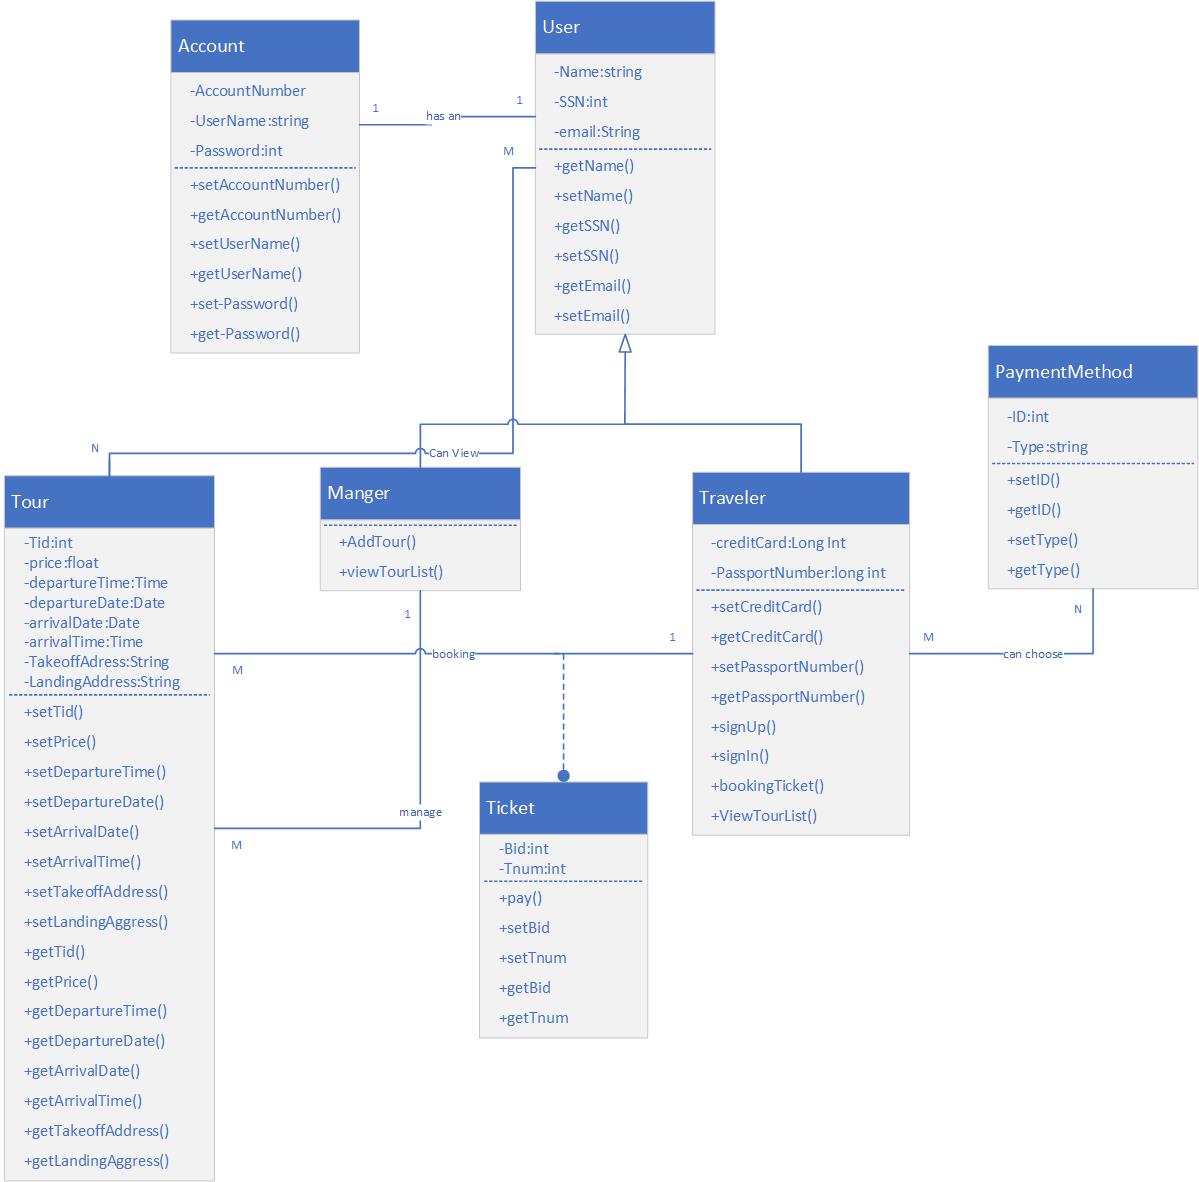 Account
-AccountNumber
-UserName:string
-Password:int
+setAccountNumber()
+getAccountNumber()
+setUserName()
+getUserName()
+set-Password()
+get-Password()
1
has an
1
User
-Name:string
-SSN:int
-email:String
+getName()
+setName()
+getSSN()
+setSSN()
+getEmail()
+setEmail()
M
Can View
N
PaymentMethod
-ID:int
-Type:string
+setID()
+getID()
+setType()
+getType()
N
can choose
M
Tour
-Tid:int
-price:float
-departureTime:Time
-departureDate:Date
-arrivalDate:Date
-arrivalTime:Time
-TakeoffAdress:String
-LandingAddress:String
+setTid()
+setPrice()
+setDepartureTime()
+setDepartureDate()
+setArrivalDate()
+setArrivalTime()
+setTakeoffAddress()
+setLandingAggress()
+getTid()
+getPrice()
+getDepartureTime()
+getDepartureDate()
+getArrivalDate()
+getArrivalTime()
+getTakeoffAddress()
+getLandingAggress()
Manger
+AddTour()
+viewTourList()
1
manage
M
M
booking
1
Traveler
-creditCard:Long Int
-PassportNumber:long int
+setCreditCard()
+getCreditCard()
+setPassportNumber()
+getPassportNumber()
+signUp()
+signIn()
+bookingTicket()
+ViewTourList()
Ticket
-Bid:int
-Tnum:int
+pay()
+setBid
+setTnum
+getBid
+getTnum